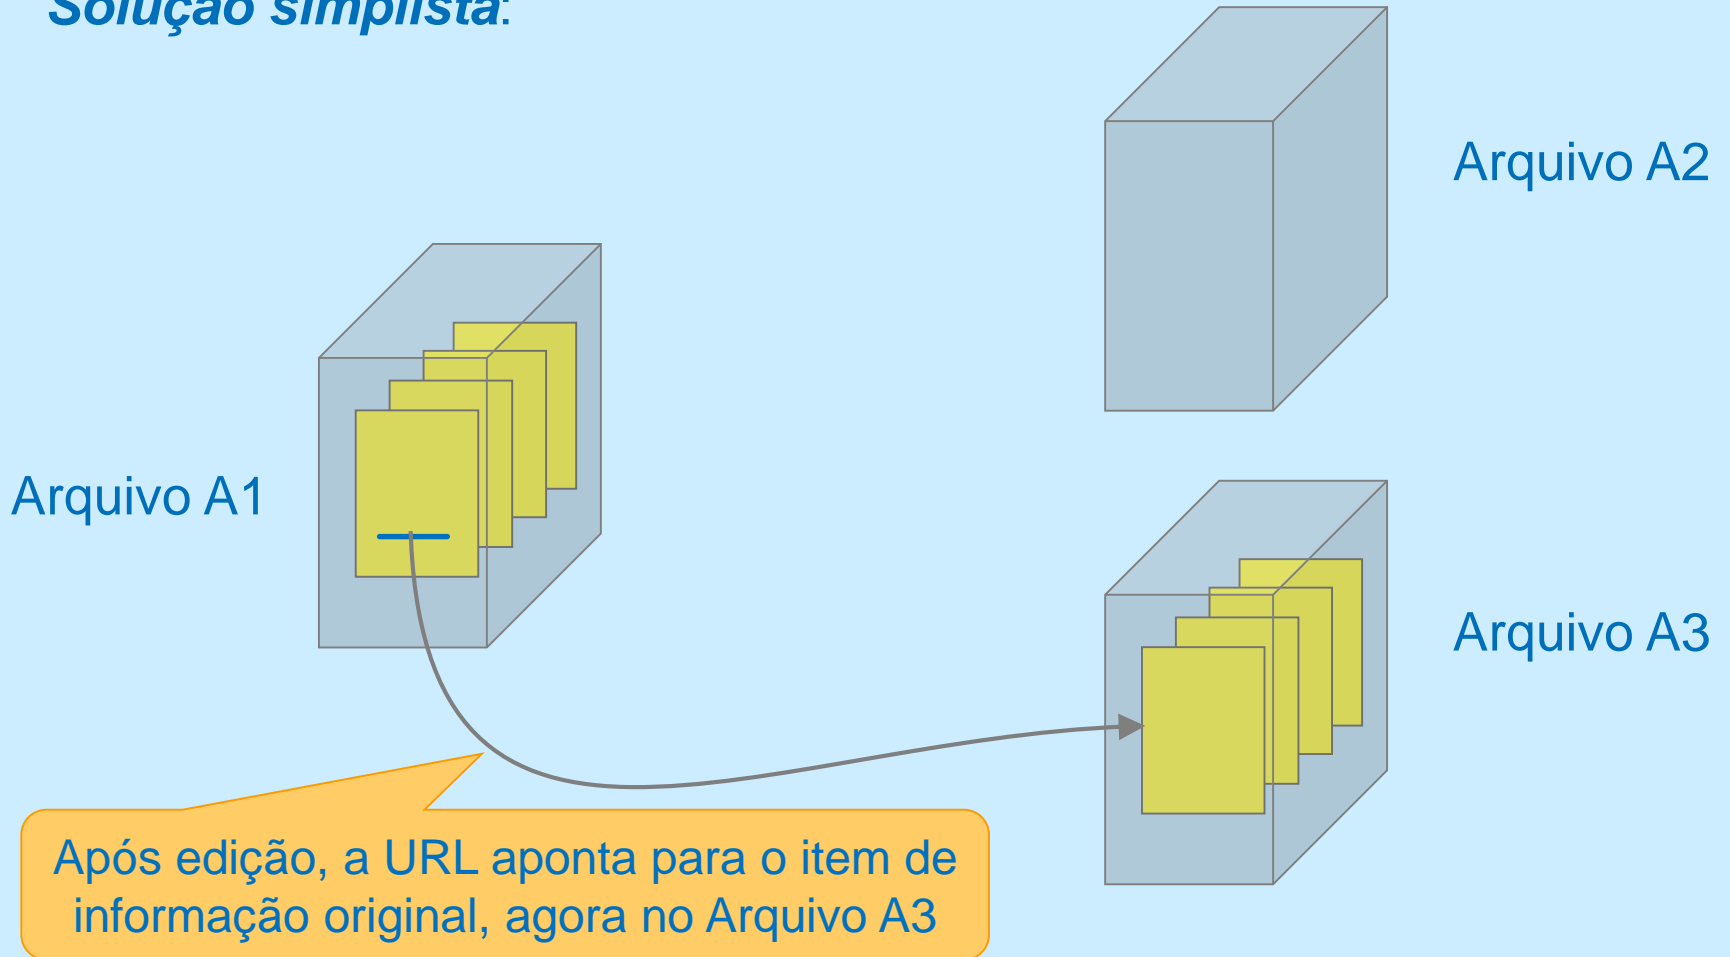 Solução simplista:
Arquivo A2
Arquivo A1
Arquivo A3
Após edição, a URL aponta para o item de
informação original, agora no Arquivo A3